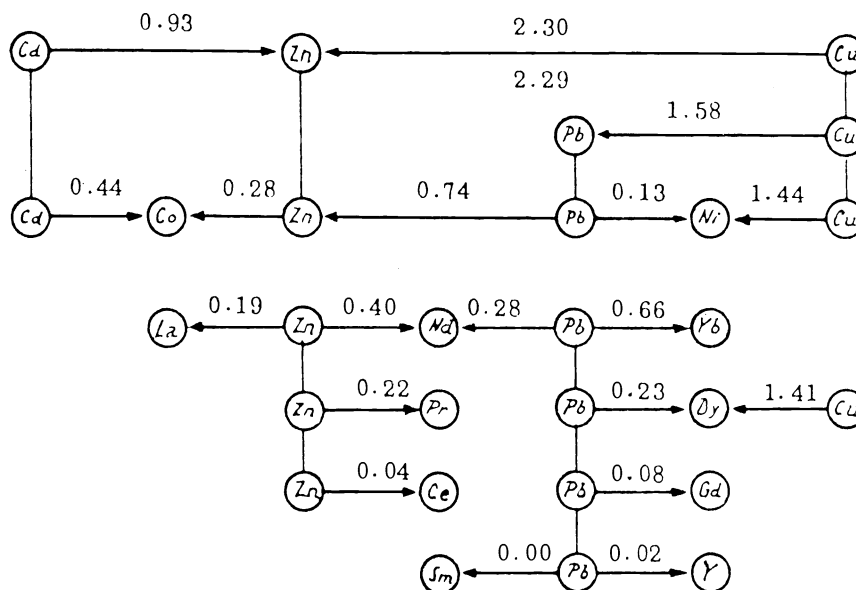 0.93 2.30
Cd Zn Cu
2.29 1.58
Pb Cu
0.44 0.28 0.74 0.13 1.44
Cd Co Zn Pb Ni Cu
0.19 0.40 0.28 0.66
La Zn Nd Pb Yb
0.22 0.23 1.41
Zn Pr Pb Dy Cu
0.04 0.08
Zn Ce Pb Gd
0.00 0.02
Sm Pb Y